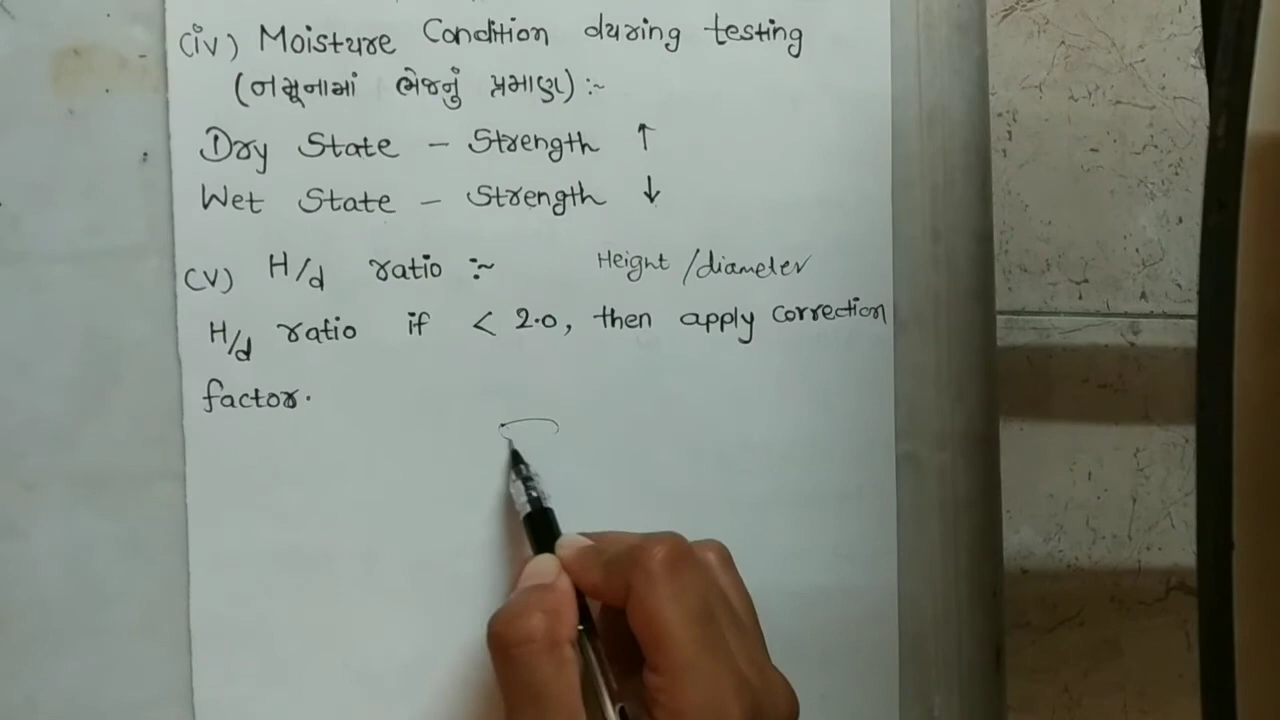 (iv) Moisture Condition during testing
(નમૂનામાં ભેજનું પ્રમાણ) :-
Dry State - Strength ↑
Wet State - Strength ↓
(v) H/d ratio :- Height /diameter
H/d ratio if < 2.0, then apply correction
factor.